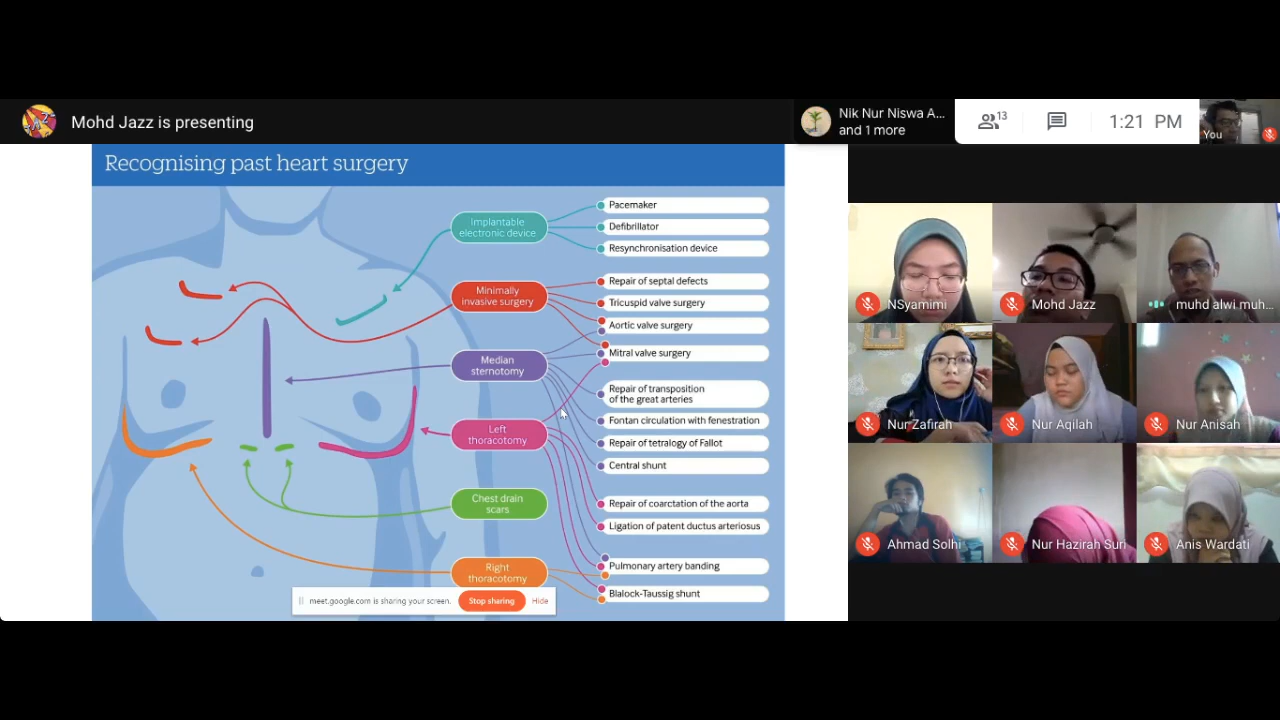 Mohd Jazz is presenting
Nik Nur Niswa A...
and 1 more
13
1:21 PM
You
Recognising past heart surgery
Implantable
electronic device
Minimally
invasive surgery
Median
sternotomy
Left
thoracotomy
Chest drain
scars
Right
thoracotomy
Pacemaker
Defibrillator
Resynchronisation device
Repair of septal defects
Tricuspid valve surgery
Aortic valve surgery
Mitral valve surgery
Repair of transposition
of the great arteries
Fontan circulation with fenestration
Repair of tetralogy of Fallot
Central shunt
Repair of coarctation of the aorta
Ligation of patent ductus arteriosus
Pulmonary artery banding
Blalock-Taussig shunt
meet.google.com is sharing your screen.
Stop sharing
Hide
NSyamimi
Mohd Jazz
muhd alwi muh...
Nur Zafirah
Nur Aqilah
Nur Anisah
Ahmad Solhi
Nur Hazirah Suri
Anis Wardati